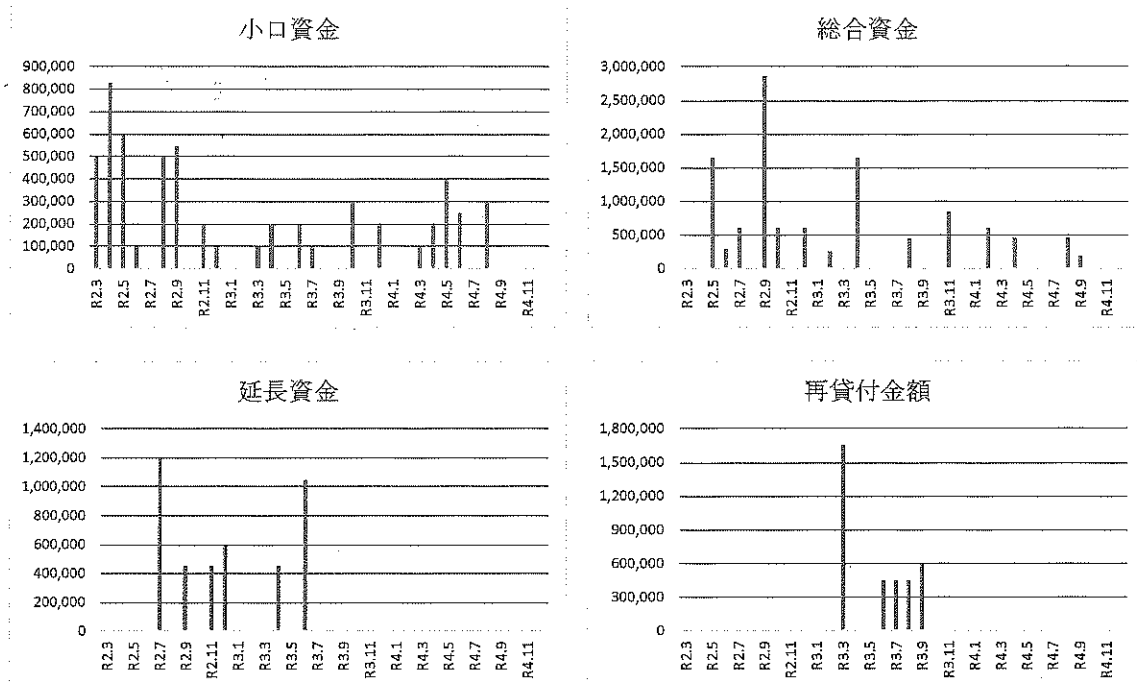 小口資金
900,000
800,000
700,000
600,000
500,000
400,000
300,000
200,000
100,000
0
R2.3
R2.5
R2.7
R2.9
R2.11
R3.1
R3.3
R3.5
R3.7
R3.9
R3.11
R4.1
R4.3
R4.5
R4.7
R4.9
R4.11
総合資金
3,000,000
2,500,000
2,000,000
1,500,000
1,000,000
500,000
0
R2.3
R2.5
R2.7
R2.9
R2.11
R3.1
R3.3
R3.5
R3.7
R3.9
R3.11
R4.1
R4.3
R4.5
R4.7
R4.9
R4.11
延長資金
1,400,000
1,200,000
1,000,000
800,000
600,000
400,000
200,000
0
R2.3
R2.5
R2.7
R2.9
R2.11
R3.1
R3.3
R3.5
R3.7
R3.9
R3.11
R4.1
R4.3
R4.5
R4.7
R4.9
R4.11
再貸付金額
1,800,000
1,500,000
1,200,000
900,000
600,000
300,000
0
R2.3
R2.5
R2.7
R2.9
R2.11
R3.1
R3.3
R3.5
R3.7
R3.9
R3.11
R4.1
R4.3
R4.5
R4.7
R4.9
R4.11